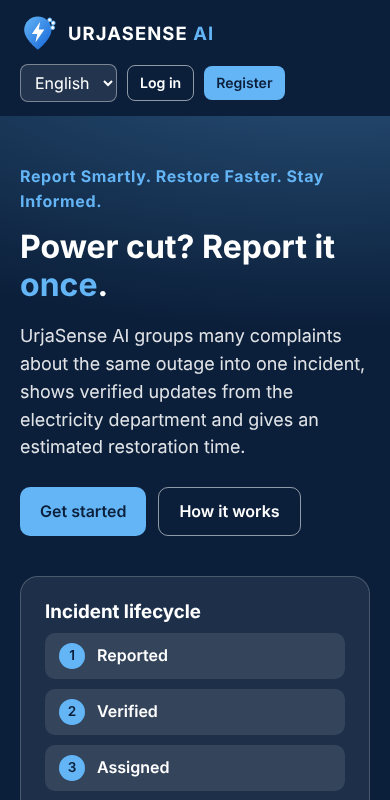 URJASENSE AI
English
Log in
Register
Report Smartly. Restore Faster. Stay
Informed.
Power cut? Report it
once.
UrjaSense AI groups many complaints
about the same outage into one incident,
shows verified updates from the
electricity department and gives an
estimated restoration time.
Get started
How it works
Incident lifecycle
1 Reported
2 Verified
3 Assigned